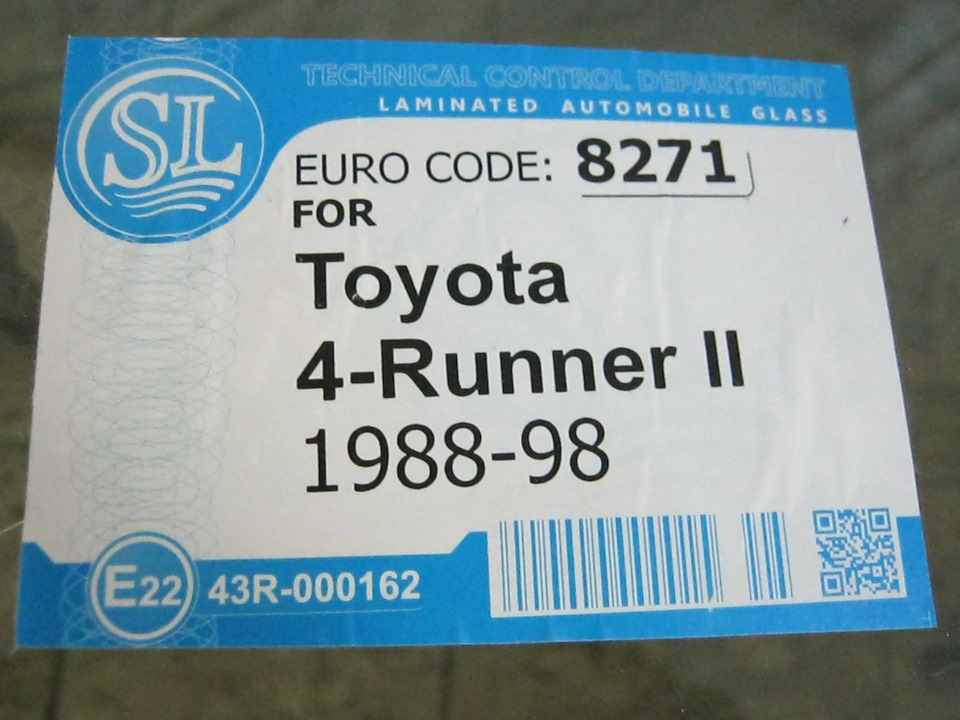 SL
TECHNICAL CONTROL DEPARTMENT
LAMINATED AUTOMOBILE GLASS
EURO CODE: 8271
FOR
Toyota
4-Runner II
1988-98
E22 43R-000162